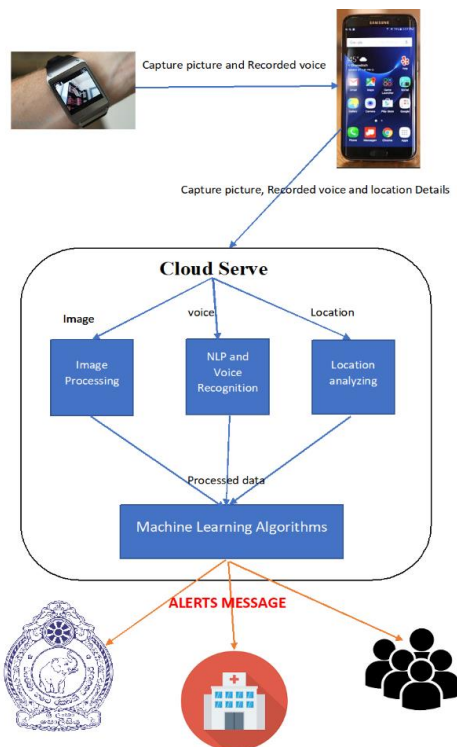 Capture picture and Recorded voice
SAMSUNG
Capture picture, Recorded voice and location Details
Cloud Serve
Image
voice
Location
Image
Processing
NLP and
Voice
Recognition
Location
analyzing
Processed data
Machine Learning Algorithms
ALERTS MESSAGE